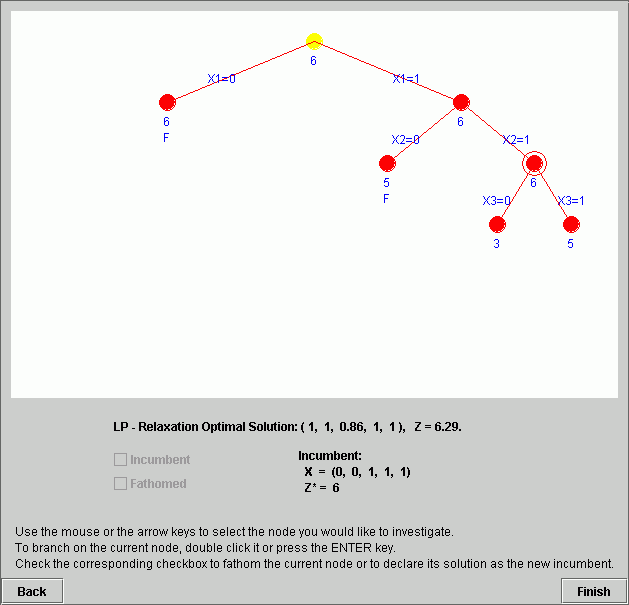 6
X1=0 X1=1
6 6
F
X2=0 X2=1
5 6
F
X3=0 X3=1
3 5
LP - Relaxation Optimal Solution: ( 1, 1, 0.86, 1, 1 ), Z = 6.29.
Incumbent
Fathomed
Incumbent:
X = (0, 0, 1, 1, 1)
Z* = 6
Use the mouse or the arrow keys to select the node you would like to investigate.
To branch on the current node, double click it or press the ENTER key.
Check the corresponding checkbox to fathom the current node or to declare its solution as the new incumbent.
Back Finish